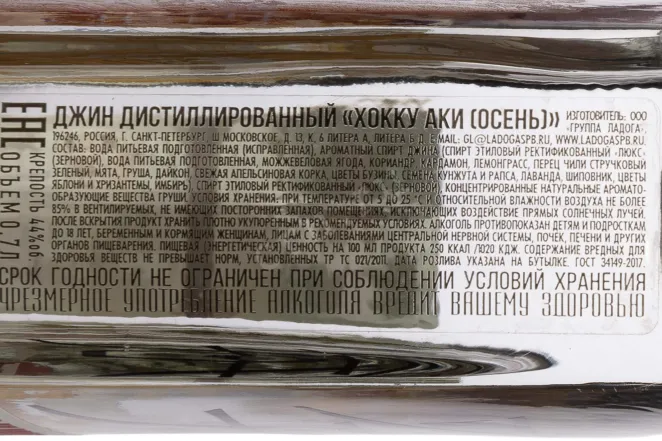 ДЖИН ДИСТИЛЛИРОВАННЫЙ «ХОККУ АКИ (ОСЕНЬ)» ИЗГОТОВИТЕЛЬ: ООО «ГРУППА ЛАДОГА»,
196246, РОССИЯ, Г. САНКТ-ПЕТЕРБУРГ, Ш МОСКОВСКОЕ, Д. 13, К. 6 ЛИТЕРА А, ЛИТЕРА Б Д. EMAIL: GL@LADOGASPB.RU, WWW.LADOGASPB.RU.
СОСТАВ: ВОДА ПИТЬЕВАЯ ПОДГОТОВЛЕННАЯ (ИСПРАВЛЕННАЯ), АРОМАТНЫЙ СПИРТ ДЖИНА (СПИРТ ЭТИЛОВЫЙ РЕКТИФИКОВАННЫЙ «ЛЮКС»
(ЗЕРНОВОЙ), ВОДА ПИТЬЕВАЯ ПОДГОТОВЛЕННАЯ, МОЖЖЕВЕЛОВАЯ ЯГОДА, КОРИАНДР, КАРДАМОН, ЛЕМОНГРАСС, ПЕРЕЦ ЧИЛИ СТРУЧКОВЫЙ
ЗЕЛЕНЫЙ, МЯТА, ГРУША, ДАЙКОН, СВЕЖАЯ АПЕЛЬСИНОВАЯ КОРКА, ЦВЕТЫ БУЗИНЫ, СЕМЕНА КУНЖУТА И РАПСА, ЛАВАНДА, ШИПОВНИК, ЦВЕТЫ
ЯБЛОНИ И ХРИЗАНТЕМЫ, ИМБИРЬ), СПИРТ ЭТИЛОВЫЙ РЕКТИФИКОВАННЫЙ «ЛЮКС» (ЗЕРНОВОЙ), КОНЦЕНТРИРОВАННЫЕ НАТУРАЛЬНЫЕ АРОМАТО-
ОБРАЗУЮЩИЕ ВЕЩЕСТВА ГРУШИ. УСЛОВИЯ ХРАНЕНИЯ: ПРИ ТЕМПЕРАТУРЕ ОТ 5 ДО 25 °C И ОТНОСИТЕЛЬНОЙ ВЛАЖНОСТИ ВОЗДУХА НЕ БОЛЕЕ
85% В ВЕНТИЛИРУЕМЫХ, НЕ ИМЕЮЩИХ ПОСТОРОННИХ ЗАПАХОВ ПОМЕЩЕНИЯХ, ИСКЛЮЧАЮЩИХ ВОЗДЕЙСТВИЕ ПРЯМЫХ СОЛНЕЧНЫХ ЛУЧЕЙ.
ПОСЛЕ ВСКРЫТИЯ ПРОДУКТ ХРАНИТЬ ПЛОТНО УКУПОРЕННЫМ В РЕКОМЕНДУЕМЫХ УСЛОВИЯХ. АЛКОГОЛЬ ПРОТИВОПОКАЗАН ДЕТЯМ И ПОДРОСТКАМ
ДО 18 ЛЕТ, БЕРЕМЕННЫМ И КОРМЯЩИМ ЖЕНЩИНАМ, ЛИЦАМ С ЗАБОЛЕВАНИЯМИ ЦЕНТРАЛЬНОЙ НЕРВНОЙ СИСТЕМЫ, ПОЧЕК, ПЕЧЕНИ И ДРУГИХ
ОРГАНОВ ПИЩЕВАРЕНИЯ. ПИЩЕВАЯ (ЭНЕРГЕТИЧЕСКАЯ) ЦЕННОСТЬ НА 100 МЛ ПРОДУКТА 250 ККАЛ /1020 КДЖ. СОДЕРЖАНИЕ ВРЕДНЫХ ДЛЯ
ЗДОРОВЬЯ ВЕЩЕСТВ НЕ ПРЕВЫШАЕТ НОРМ, УСТАНОВЛЕННЫХ ТР ТС 021/2011. ДАТА РОЗЛИВА УКАЗАНА НА БУТЫЛКЕ. ГОСТ 34149-2017.
СРОК ГОДНОСТИ НЕ ОГРАНИЧЕН ПРИ СОБЛЮДЕНИИ УСЛОВИЙ ХРАНЕНИЯ
ЧРЕЗМЕРНОЕ УПОТРЕБЛЕНИЕ АЛКОГОЛЯ ВРЕДИТ ВАШЕМУ ЗДОРОВЬЮ
EAC
КРЕПОСТЬ 44%об
ОБЪЕМ 0,7Л